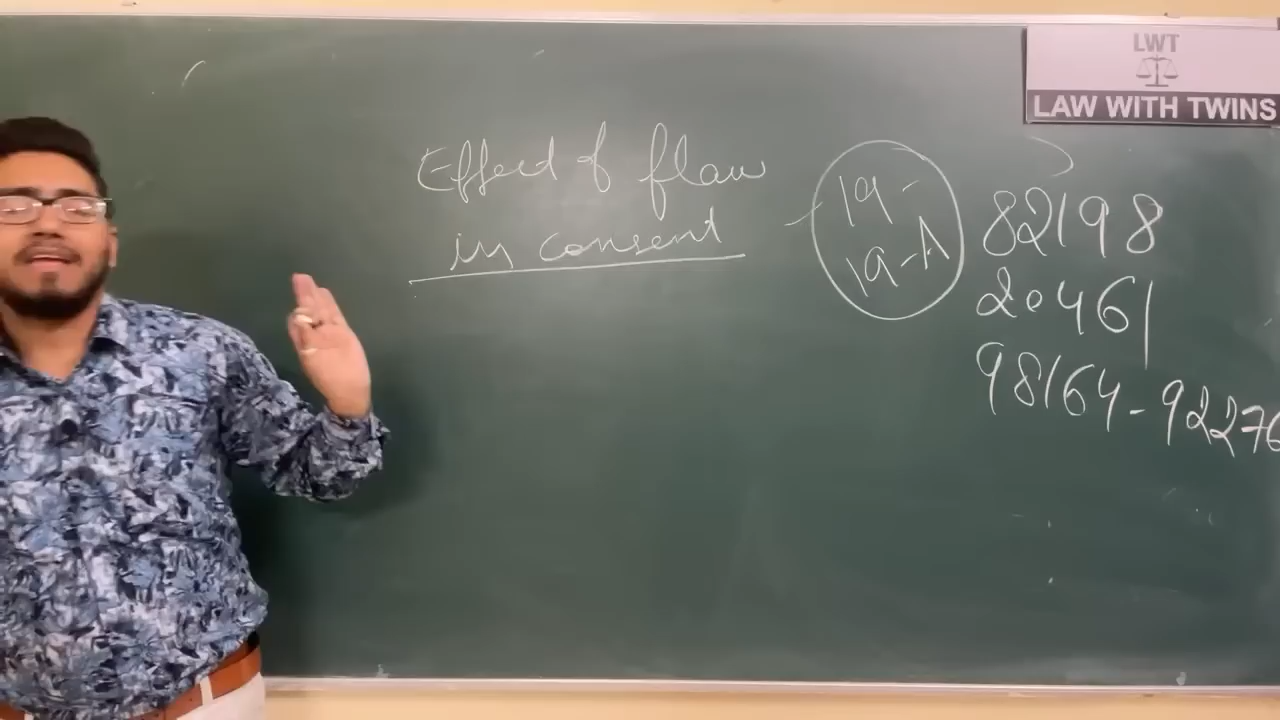 LWT
LAW WITH TWINS
Effect of flaw
in consent
19-
19-A
82198
20461
98164-92276